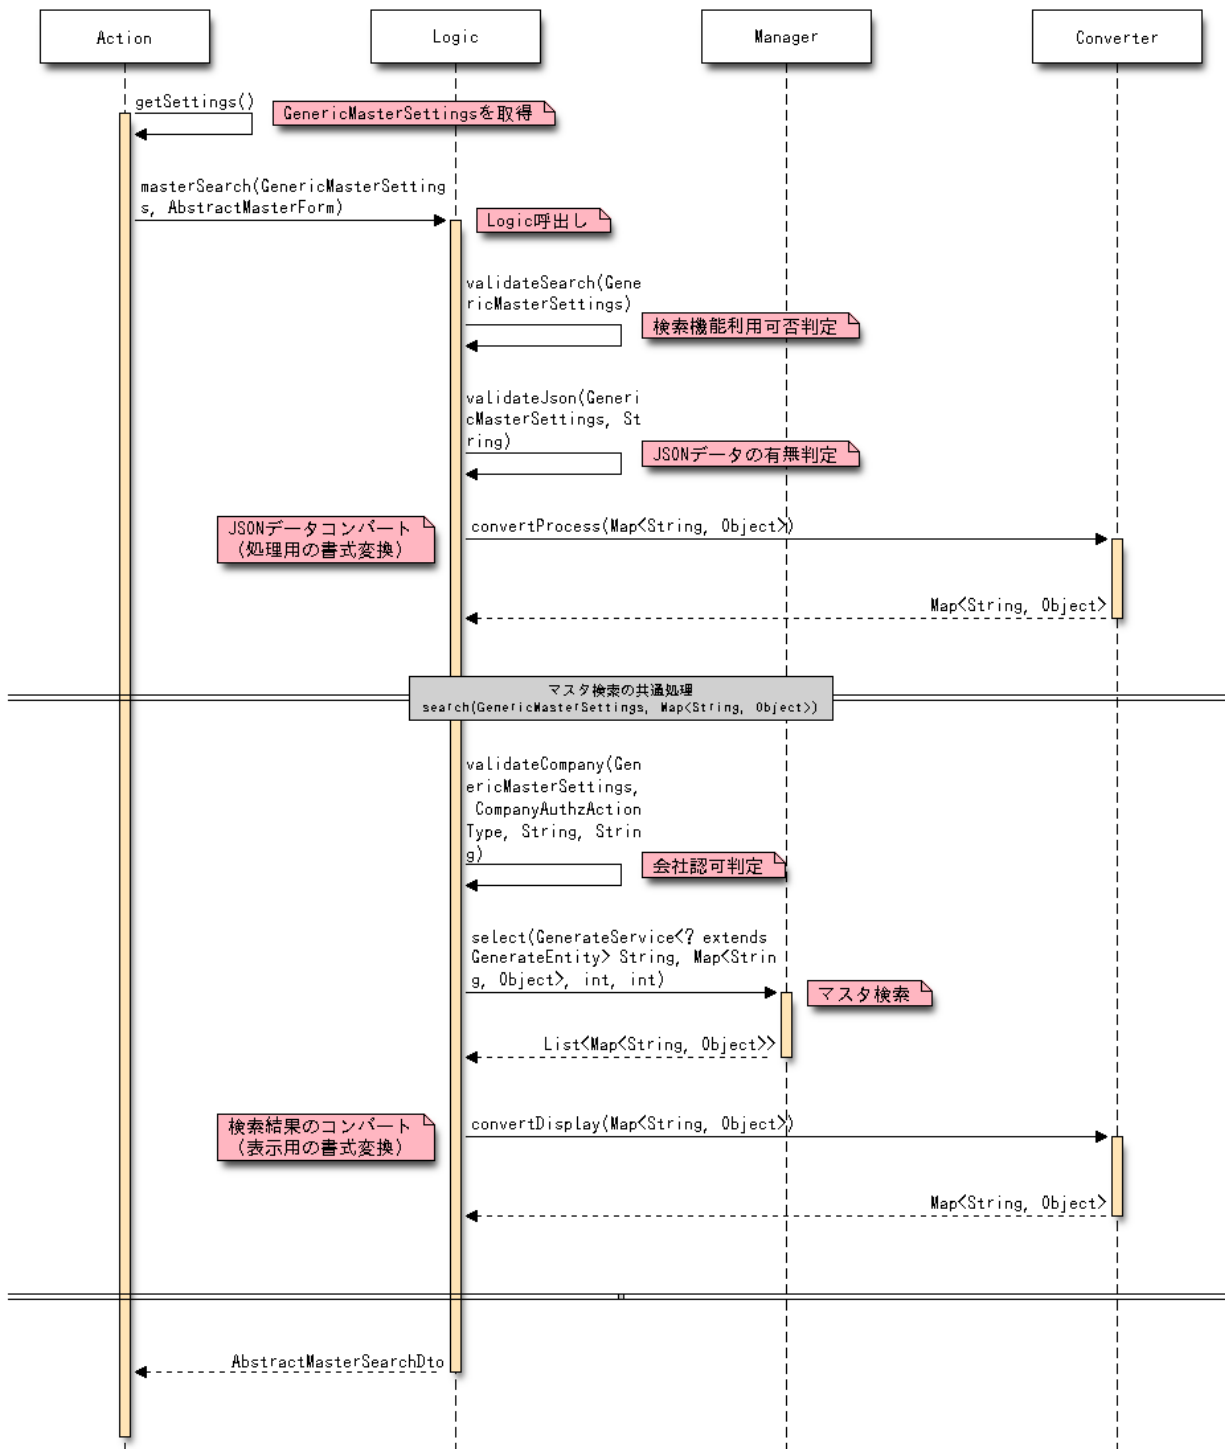 Action
Logic
Manager
Converter
getSettings()
GenericMasterSettingsを取得
masterSearch(GenericMasterSetting
s, AbstractMasterForm)
Logic呼出し
validateSearch(Gene
ricMasterSettings)
検索機能利用可否判定
validateJson(Generi
cMasterSettings, St
ring)
JSONデータの有無判定
JSONデータコンバート
（処理用の書式変換）
convertProcess(Map<String, Object>)
Map<String, Object>
マスタ検索の共通処理
search(GenericMasterSettings, Map<String, Object>)
validateCompany(Gen
ericMasterSettings,
CompanyAuthzAction
Type, String, Strin
g)
会社認可判定
select(GenerateService<? extends
GenerateEntity> String, Map<Strin
g, Object>, int, int)
マスタ検索
List<Map<String, Object>>
検索結果のコンバート
（表示用の書式変換）
convertDisplay(Map<String, Object>)
Map<String, Object>
AbstractMasterSearchDto